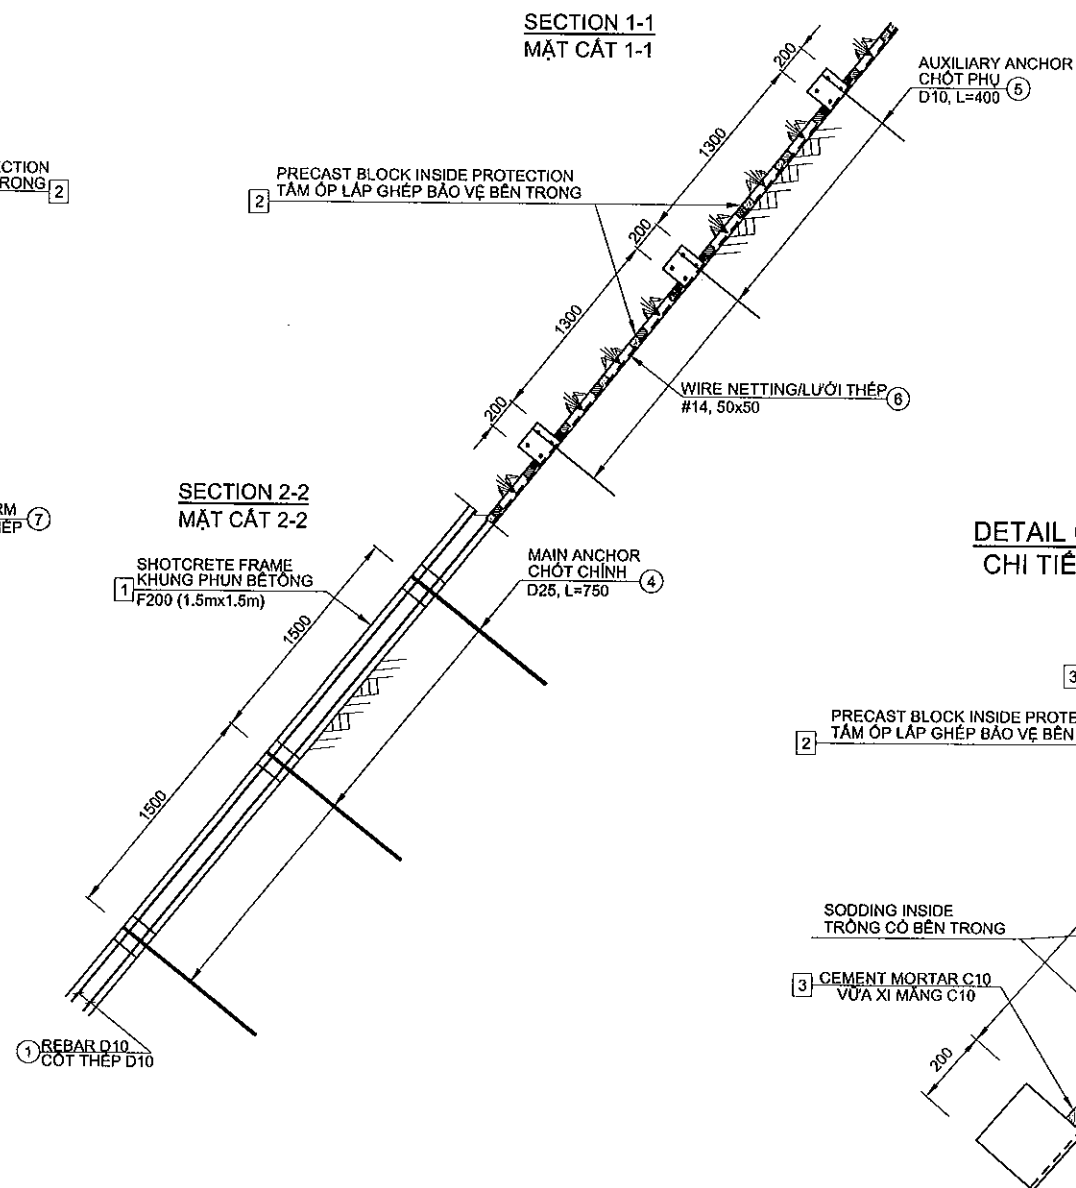 SECTION 1-1
MẶT CẮT 1-1
200
AUXILIARY ANCHOR
CHỐT PHỤ
D10, L=400
5
1300
CTION
RONG 2
PRECAST BLOCK INSIDE PROTECTION
TẤM ỐP LẮP GHÉP BẢO VỆ BÊN TRONG
2
200
1300
WIRE NETTING/LƯỚI THÉP
#14, 50x50
6
200
SECTION 2-2
MẶT CẮT 2-2
RM
ÉP 7
SHOTCRETE FRAME
KHUNG PHUN BÊTÔNG
F200 (1.5mx1.5m)
1
MAIN ANCHOR
CHỐT CHÍNH
D25, L=750
4
DETAIL
CHI TIẾ
1500
3
PRECAST BLOCK INSIDE PROTE
TẤM ỐP LẮP GHÉP BẢO VỆ BÊN
2
1500
SODDING INSIDE
TRỒNG CỎ BÊN TRONG
3 CEMENT MORTAR C10
VỮA XI MĂNG C10
200
1 REBAR D10
CỐT THÉP D10